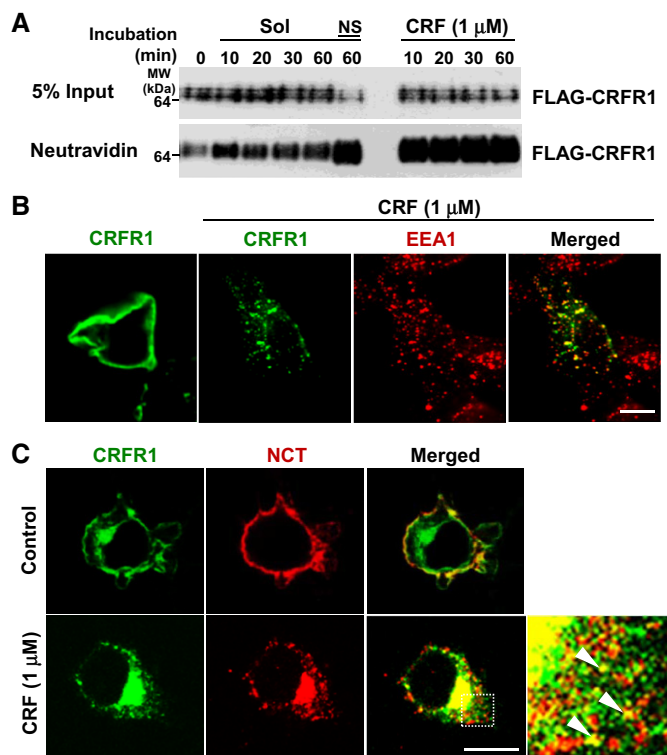 A
Incubation (min)
Sol NS CRF (1 μM)
0 10 20 30 60 60 10 20 30 60
MW (kDa)
5% Input 64 FLAG-CRFR1
Neutravidin 64 FLAG-CRFR1
B
CRF (1 μM)
CRFR1 CRFR1 EEA1 Merged
C
CRFR1 NCT Merged
Control
CRF (1 μM)